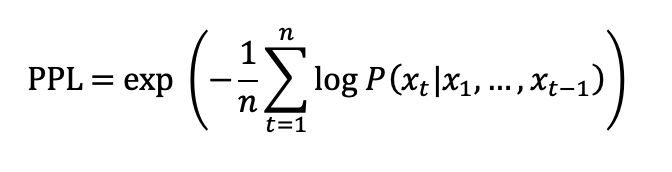 PPL = exp (−1/n ∑_{t=1}^{n} log P(x_t|x_1, …, x_{t−1}))